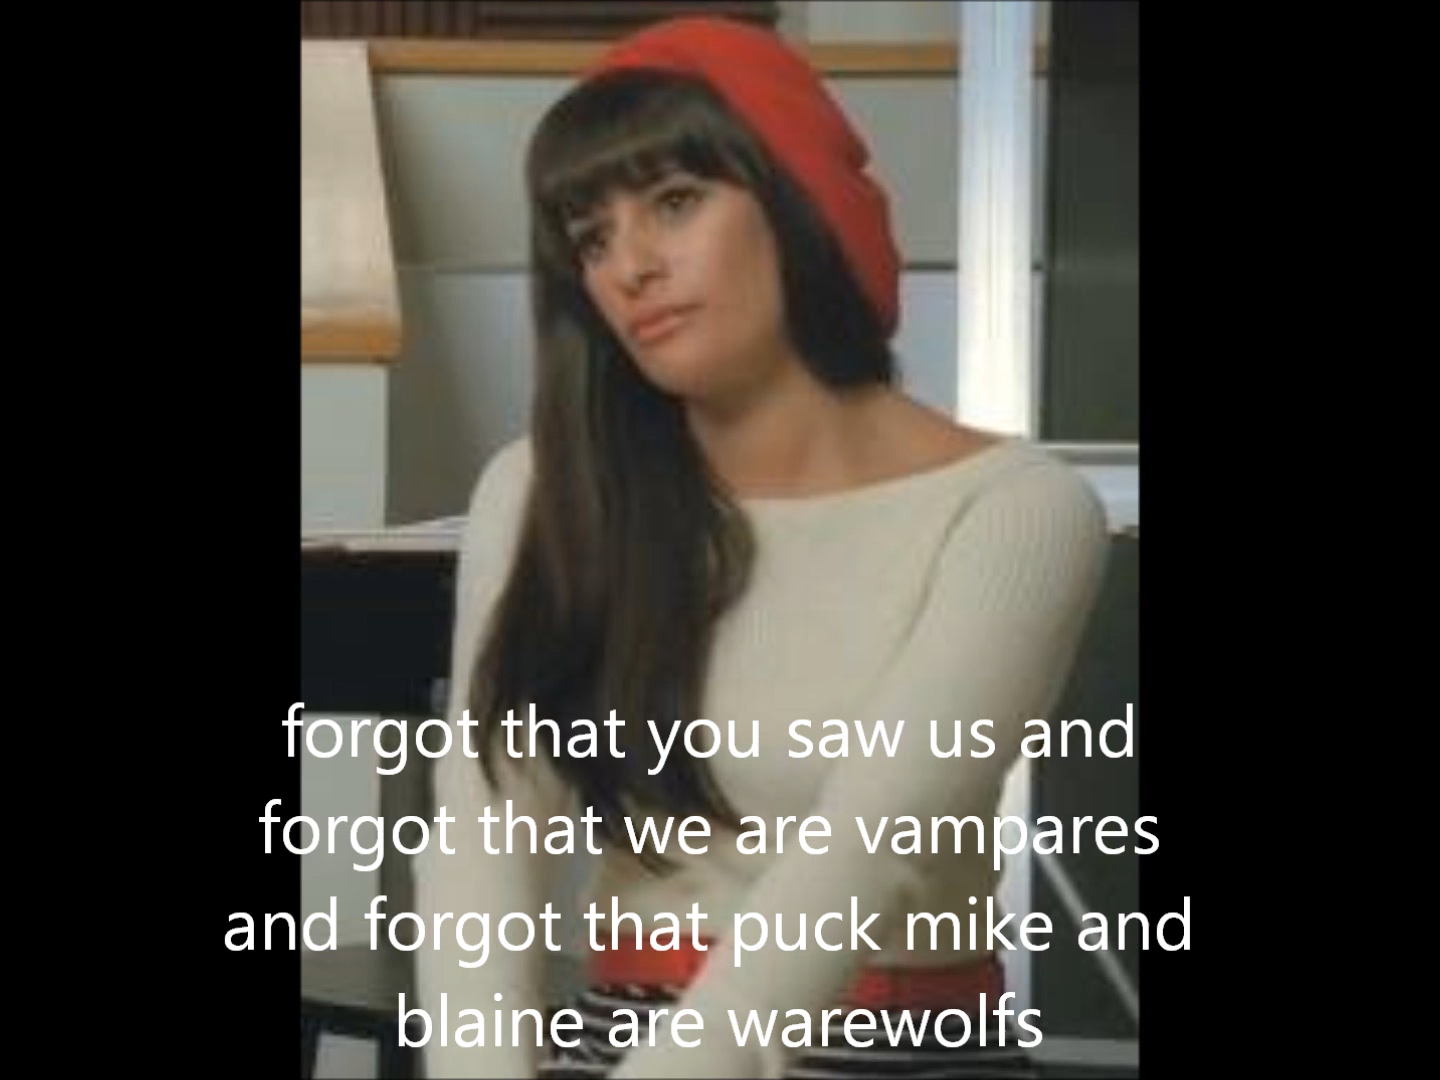 forgot that you saw us and
forgot that we are vampares
and forgot that puck mike and
blaine are warewolfs